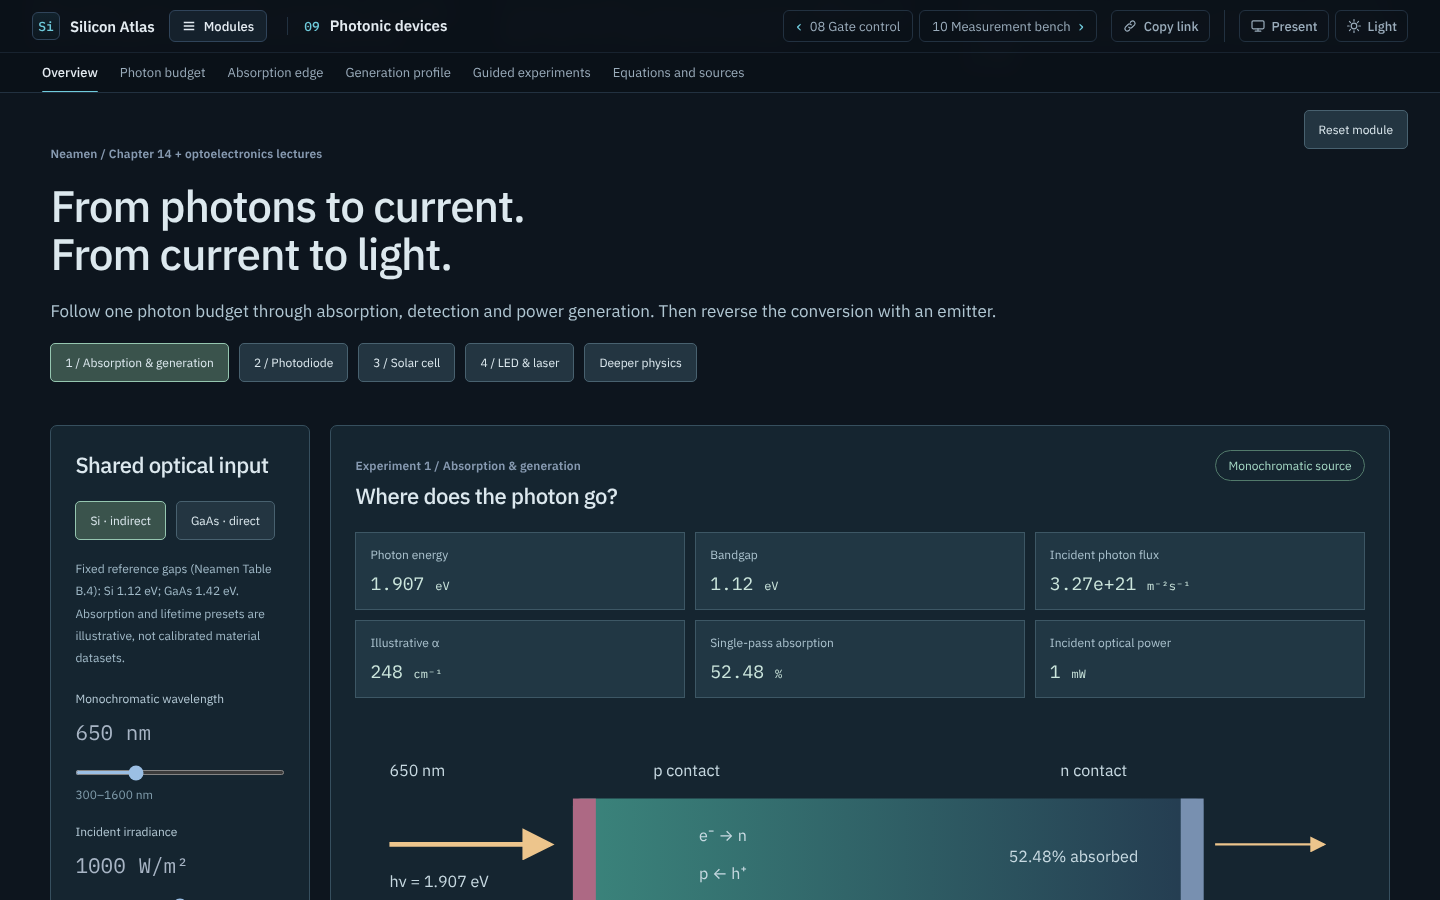 Si Silicon Atlas Modules 09 Photonic devices ‹ 08 Gate control 10 Measurement bench › Copy link Present Light
Overview Photon budget Absorption edge Generation profile Guided experiments Equations and sources
Reset module
Neamen / Chapter 14 + optoelectronics lectures
From photons to current.
From current to light.
Follow one photon budget through absorption, detection and power generation. Then reverse the conversion with an emitter.
1 / Absorption & generation 2 / Photodiode 3 / Solar cell 4 / LED & laser Deeper physics
Shared optical input
Si · indirect GaAs · direct
Fixed reference gaps (Neamen Table
B.4): Si 1.12 eV; GaAs 1.42 eV.
Absorption and lifetime presets are
illustrative, not calibrated material
datasets.
Monochromatic wavelength
650 nm
300–1600 nm
Incident irradiance
1000 W/m²
Experiment 1 / Absorption & generation
Monochromatic source
Where does the photon go?
Photon energy
1.907 eV
Bandgap
1.12 eV
Incident photon flux
3.27e+21 m⁻²s⁻¹
Illustrative α
248 cm⁻¹
Single-pass absorption
52.48 %
Incident optical power
1 mW
650 nm p contact n contact
e⁻ → n
52.48% absorbed
p ← h⁺
hν = 1.907 eV